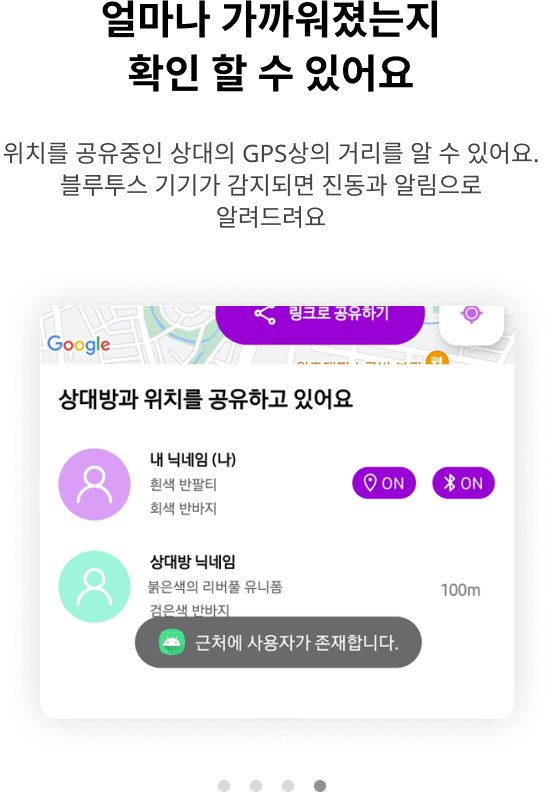 얼마나 가까워졌는지
확인 할 수 있어요
위치를 공유중인 상대의 GPS상의 거리를 알 수 있어요.
블루투스 기기가 감지되면 진동과 알림으로
알려드려요
링크로 공유하기
Google
상대방과 위치를 공유하고 있어요
내 닉네임 (나)
흰색 반팔티
회색 반바지
ON
ON
상대방 닉네임
붉은색의 리버풀 유니폼
검은색 반바지
100m
근처에 사용자가 존재합니다.